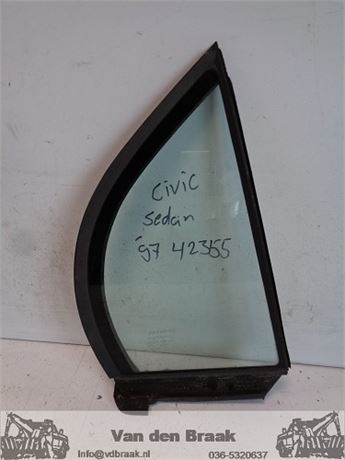 civic
sedan
'97 42355
Van den Braak
Info@vdbraak.nl
036-5320637